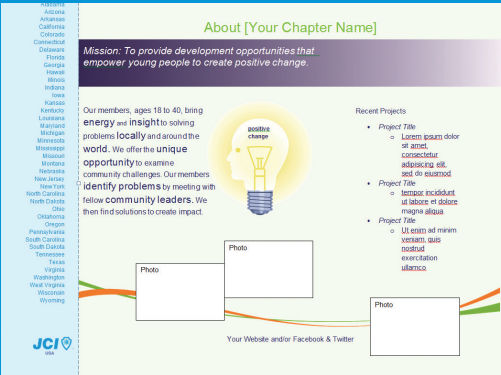 Alabama
Arizona
Arkansas
California
Colorado
Connecticut
Delaware
Florida
Georgia
Hawaii
Illinois
Indiana
Iowa
Kansas
Kentucky
Louisiana
Maryland
Michigan
Minnesota
Mississippi
Missouri
Montana
Nebraska
New Jersey
New York
North Carolina
North Dakota
Ohio
Oklahoma
Oregon
Pennsylvania
South Carolina
South Dakota
Tennessee
Texas
Virginia
Washington
West Virginia
Wisconsin
Wyoming
JCI
USA
About [Your Chapter Name]
Mission: To provide development opportunities that
empower young people to create positive change.
Our members, ages 18 to 40, bring
energy and insight to solving
problems locally and around the
world. We offer the unique
opportunity to examine
community challenges. Our members
identify problems by meeting with
fellow community leaders. We
then find solutions to create impact.
positive
change
Recent Projects
• Project Title
o Lorem ipsum dolor
sit amet,
consectetur
adipisicing elit,
sed do eiusmod
• Project Title
o tempor incididunt
ut labore et dolore
magna aliqua.
• Project Title
o Ut enim ad minim
veniam, quis
nostrud
exercitation
ullamco
Photo
Photo
Photo
Your Website and/or Facebook & Twitter